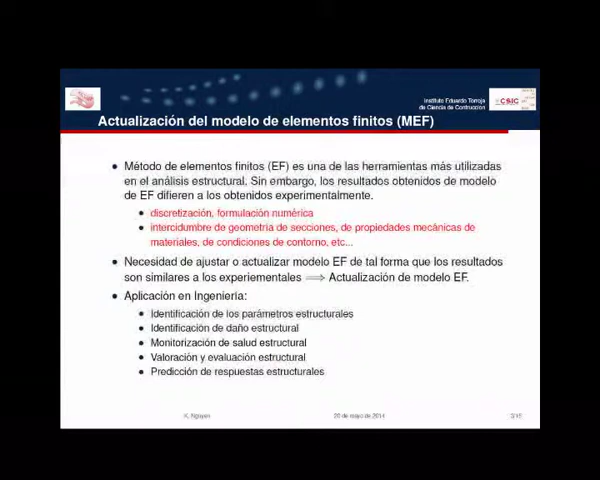 Instituto Eduardo Torroja
de Ciencia de Contruccion
CSIC
Actualización del modelo de elementos finitos (MEF)
• Método de elementos finitos (EF) es una de las herramientas más utilizadas
en el análisis estructural. Sin embargo, los resultados obtenidos de modelo
de EF difieren a los obtenidos experimentalmente.
• discretización, formulación numérica
• intercidumbre de geometría de secciones, de propiedades mecánicas de
materiales, de condiciones de contorno, etc...
• Necesidad de ajustar o actualizar modelo EF de tal forma que los resultados
son similares a los experiementales ⟹ Actualización de modelo EF.
• Aplicación en Ingeniería:
• Identificación de los parámetros estructurales
• Identificación de daño estructural
• Monitorización de salud estructural
• Valoración y evaluación estructural
• Predicción de respuestas estructurales
K. Nguyen 20 de mayo de 2014 3/15